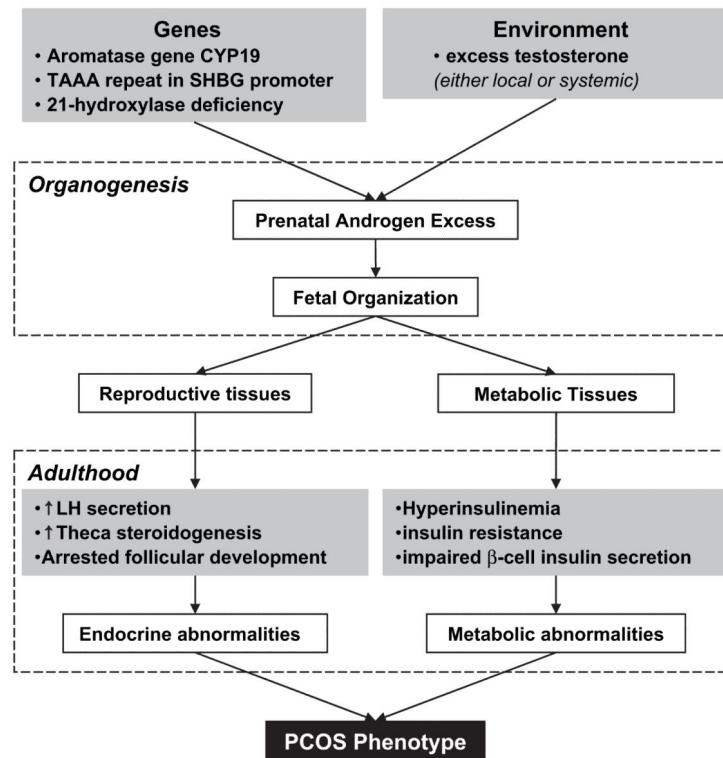 Genes
• Aromatase gene CYP19
• TAAA repeat in SHBG promoter
• 21-hydroxylase deficiency
Environment
• excess testosterone
(either local or systemic)
Organogenesis
Prenatal Androgen Excess
Fetal Organization
Reproductive tissues
Metabolic Tissues
Adulthood
•↑LH secretion
•↑Theca steroidogenesis
•Arrested follicular development
•Hyperinsulinemia
•insulin resistance
•impaired β-cell insulin secretion
Endocrine abnormalities
Metabolic abnormalities
PCOS Phenotype